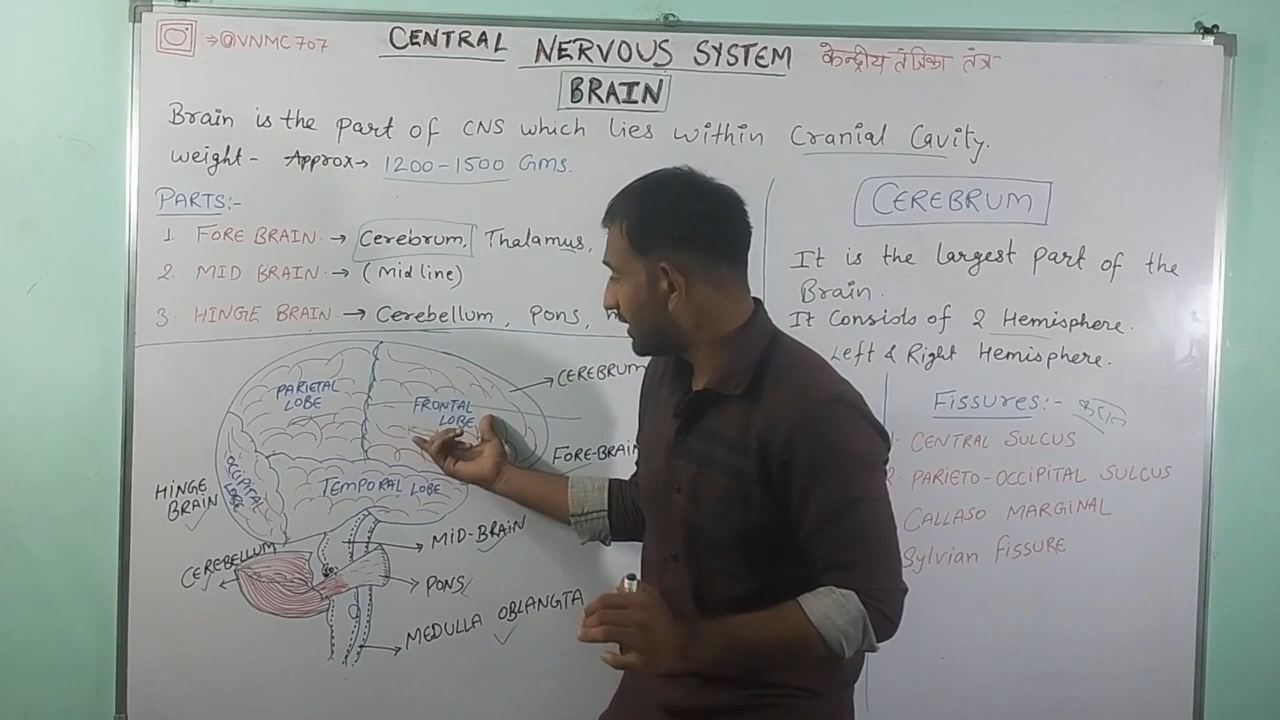 ⇒@VNMC707
CENTRAL NERVOUS SYSTEM केन्द्रीय तंत्रिका तंत्र
BRAIN
Brain is the part of CNS which lies within Cranial Cavity.
weight - Approx→ 1200-1500 Gms.
PARTS:-
1. FORE BRAIN. → Cerebrum, Thalamus,
2. MID BRAIN → (Mid line)
3. HINGE BRAIN. → Cerebellum, Pons, m
CEREBRUM
It is the largest part of the
Brain.
It Consists of 2 Hemisphere.
Left & Right Hemisphere.
Fissures:-
CENTRAL SULCUS
PARIETO-OCCIPITAL SULCUS
CALLASO MARGINAL
Sylvian fissure
PARIETAL
LOBE
FRONTAL
LOBE
OCCIPITAL
LOBE
TEMPORAL LOBE
CEREBRUM
FORE-BRAIN
HINGE
BRAIN
MID-BRAIN
CEREBELLUM
PONS
MEDULLA OBLANGTA